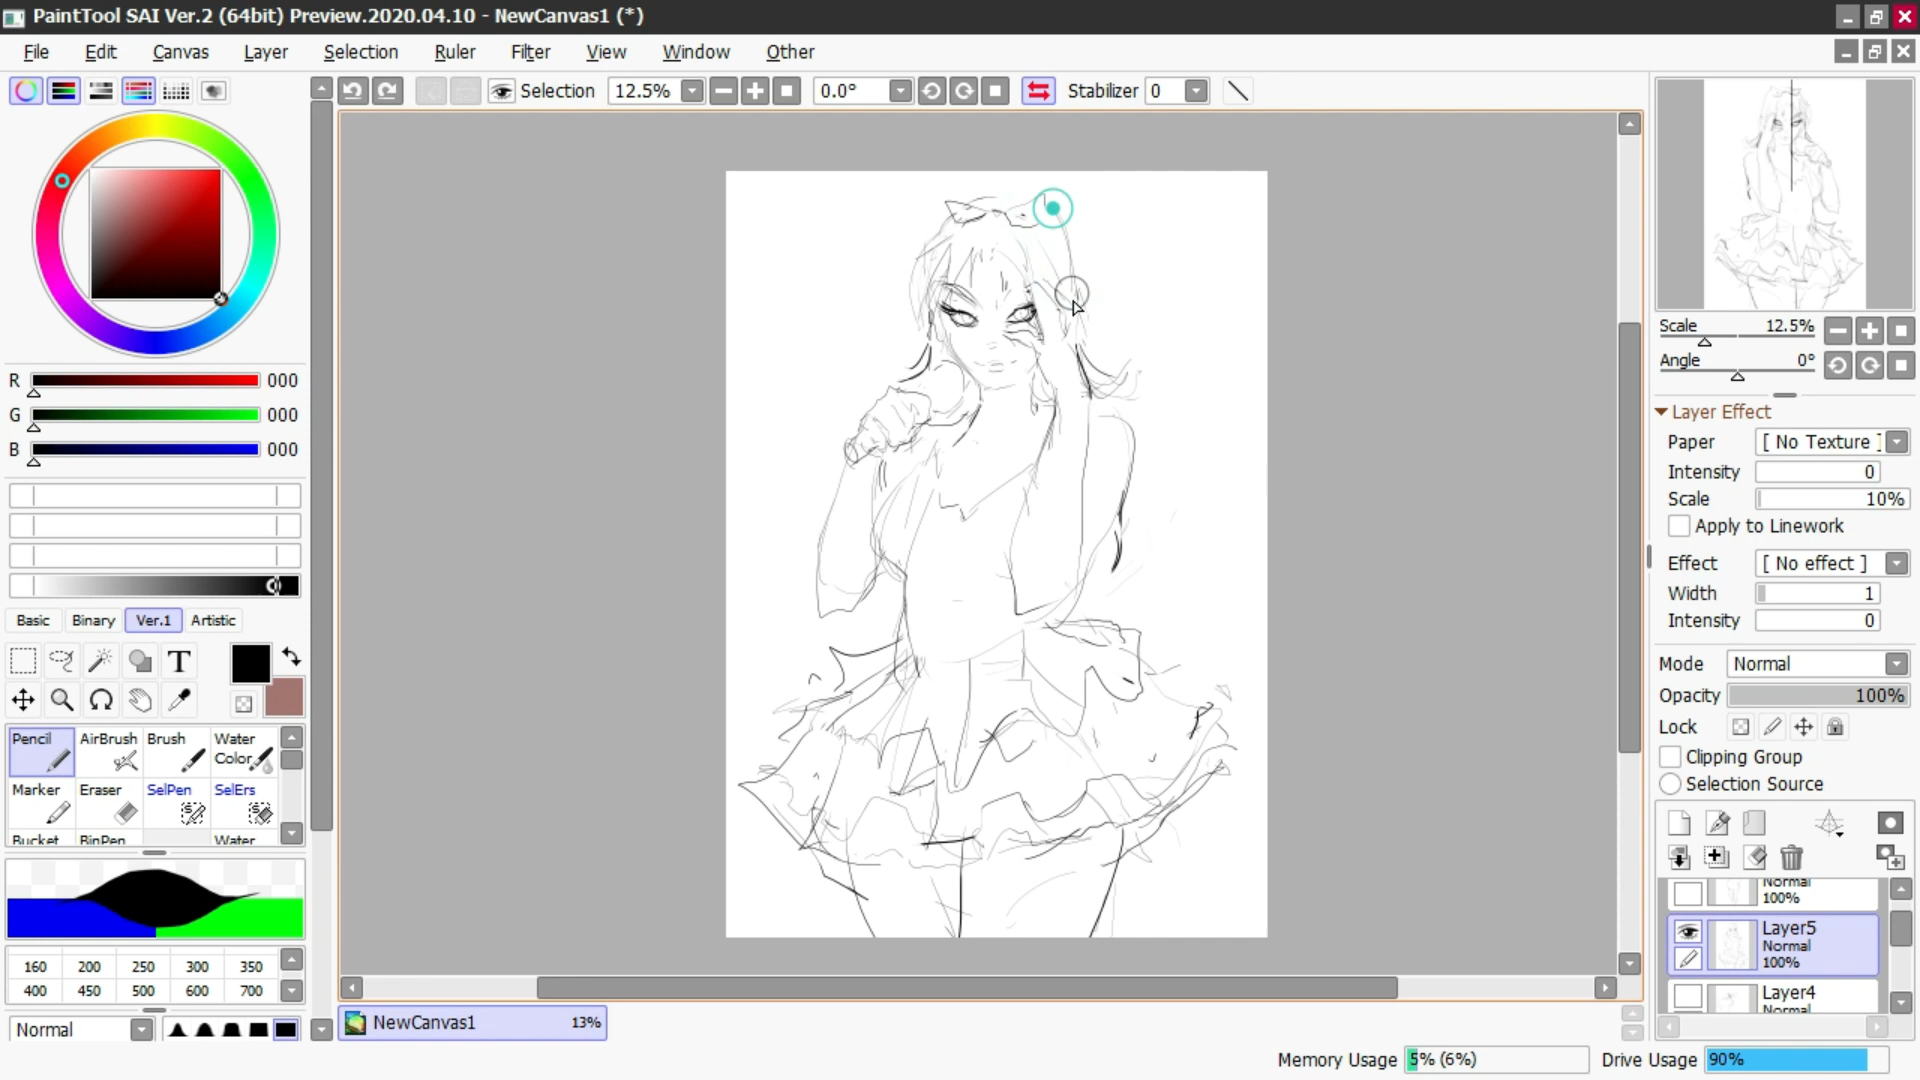 PaintTool SAI Ver.2 (64bit) Preview.2020.04.10 - NewCanvas1 (*)
File Edit Canvas Layer Selection Ruler Filter View Window Other
Selection 12.5% 0.0° Stabilizer 0
R 000
G 000
B 000
Basic Binary Ver.1 Artistic
T
Pencil AirBrush Brush Water Color
Marker Eraser SelPen SelErs
Bucket BinPen Water
160 200 250 300 350
400 450 500 600 700
Normal
NewCanvas1 13%
Scale 12.5%
Angle 0°
Layer Effect
Paper [ No Texture ]
Intensity 0
Scale 10%
Apply to Linework
Effect [ No effect ]
Width 1
Intensity 0
Mode Normal
Opacity 100%
Lock
Clipping Group
Selection Source
Normal
100%
Layer5
Normal
100%
Layer4
Normal
Memory Usage 5% (6%) Drive Usage 90%